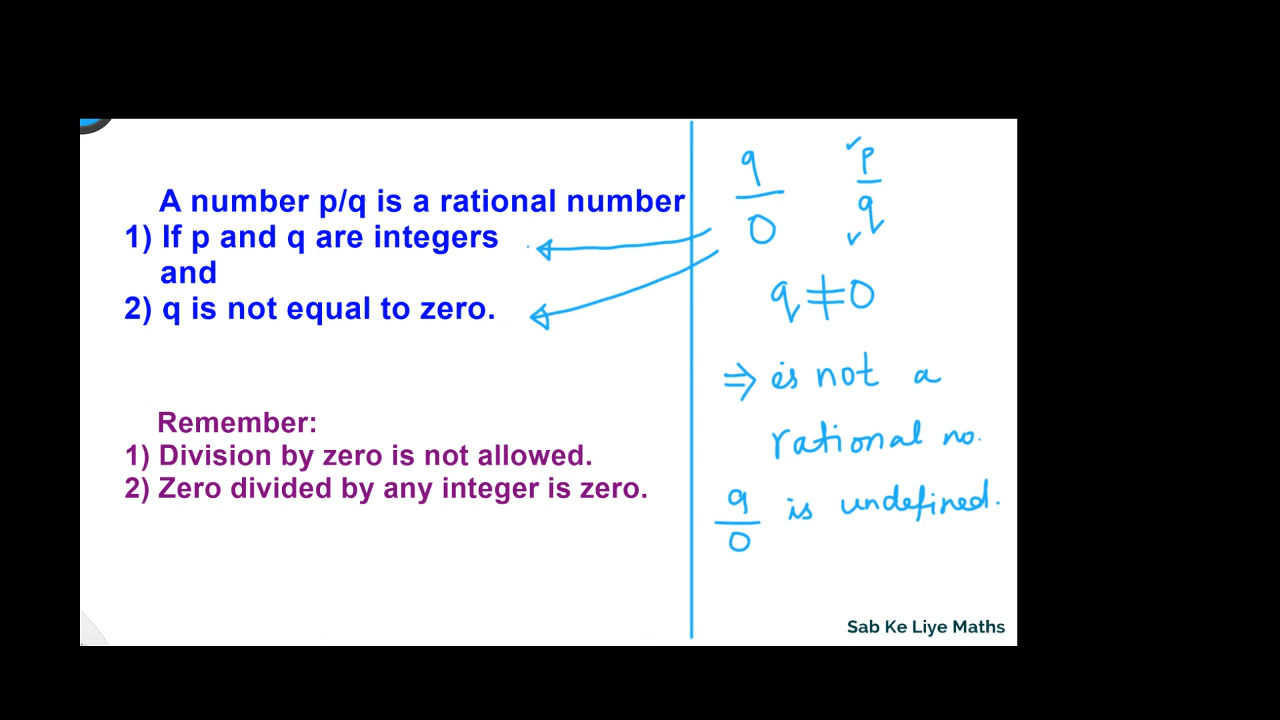 A number p/q is a rational number
1) If p and q are integers
and
2) q is not equal to zero.
Remember:
1) Division by zero is not allowed.
2) Zero divided by any integer is zero.
9/0 p/q
q ≠ 0
⇒ is not a
rational no.
9/0 is undefined.
Sab Ke Liye Maths